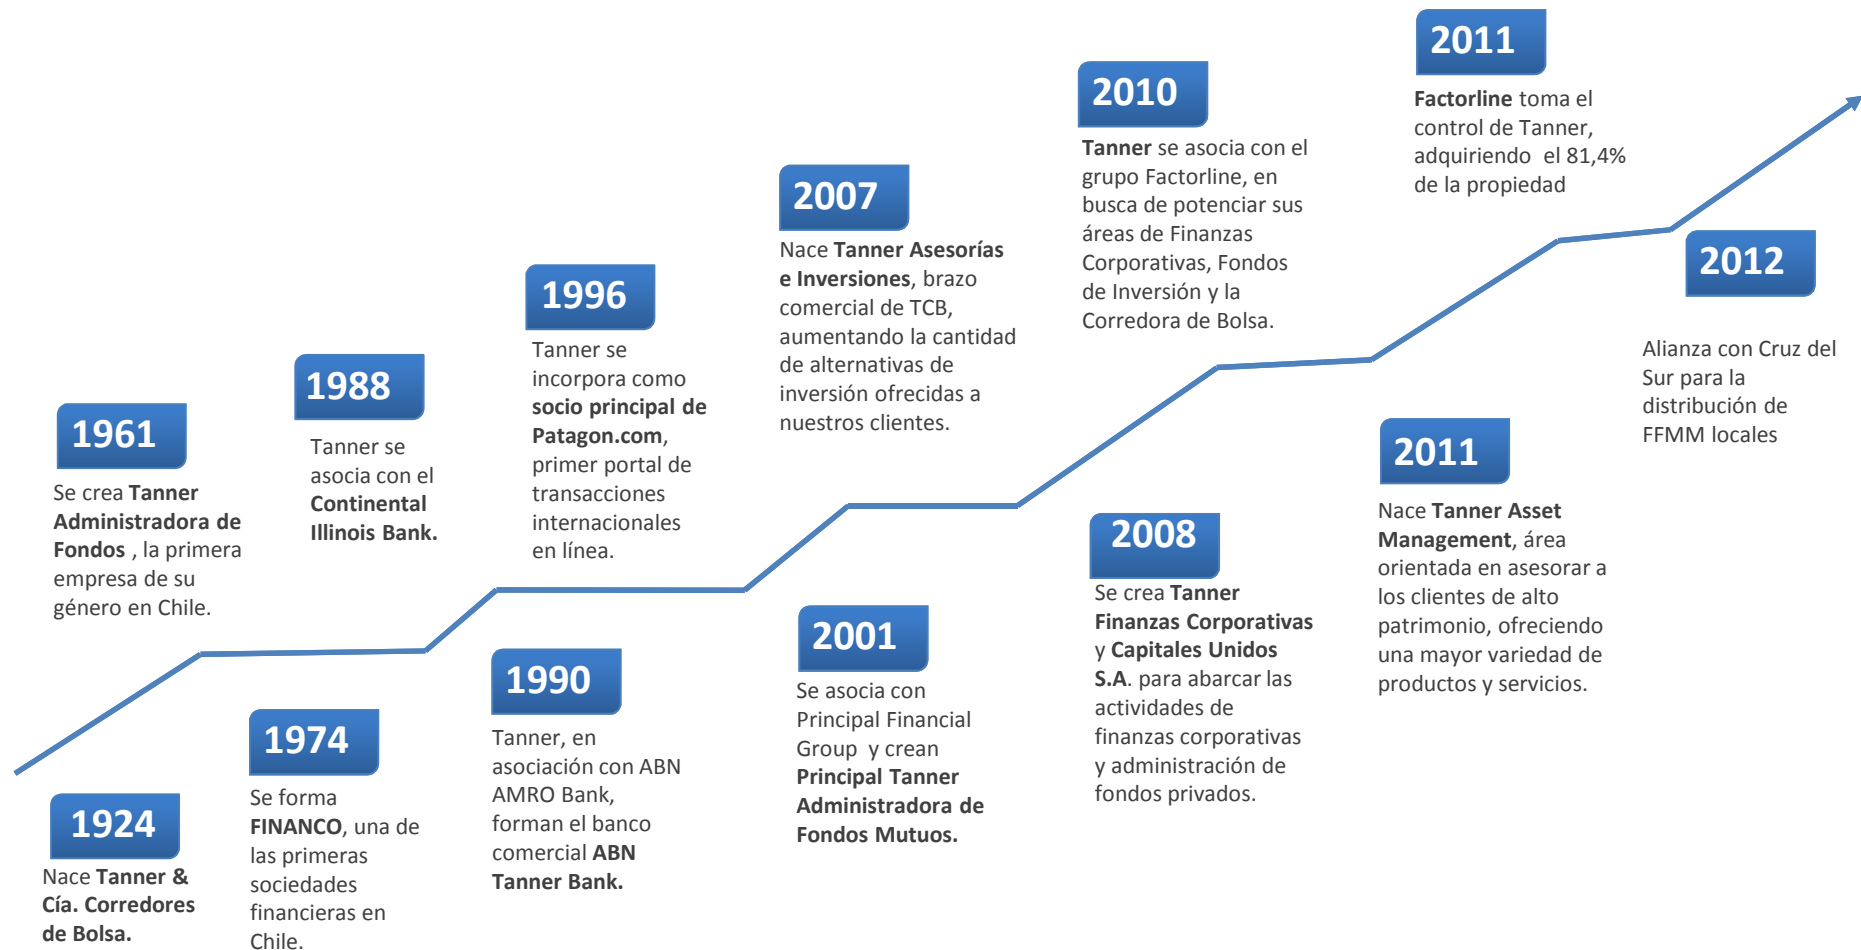 1924
Nace Tanner &
Cía. Corredores
de Bolsa.
1961
Se crea Tanner
Administradora de
Fondos , la primera
empresa de su
género en Chile.
1974
Se forma
FINANCO, una de
las primeras
sociedades
financieras en
Chile.
1988
Tanner se
asocia con el
Continental
Illinois Bank.
1990
Tanner, en
asociación con ABN
AMRO Bank,
forman el banco
comercial ABN
Tanner Bank.
1996
Tanner se
incorpora como
socio principal de
Patagon.com,
primer portal de
transacciones
internacionales
en línea.
2001
Se asocia con
Principal Financial
Group y crean
Principal Tanner
Administradora de
Fondos Mutuos.
2007
Nace Tanner Asesorías
e Inversiones, brazo
comercial de TCB,
aumentando la cantidad
de alternativas de
inversión ofrecidas a
nuestros clientes.
2008
Se crea Tanner
Finanzas Corporativas
y Capitales Unidos
S.A. para abarcar las
actividades de
finanzas corporativas
y administración de
fondos privados.
2010
Tanner se asocia con el
grupo Factorline, en
busca de potenciar sus
áreas de Finanzas
Corporativas, Fondos
de Inversión y la
Corredora de Bolsa.
2011
Factorline toma el
control de Tanner,
adquiriendo el 81,4%
de la propiedad
2011
Nace Tanner Asset
Management, área
orientada en asesorar a
los clientes de alto
patrimonio, ofreciendo
una mayor variedad de
productos y servicios.
2012
Alianza con Cruz del
Sur para la
distribución de
FFMM locales